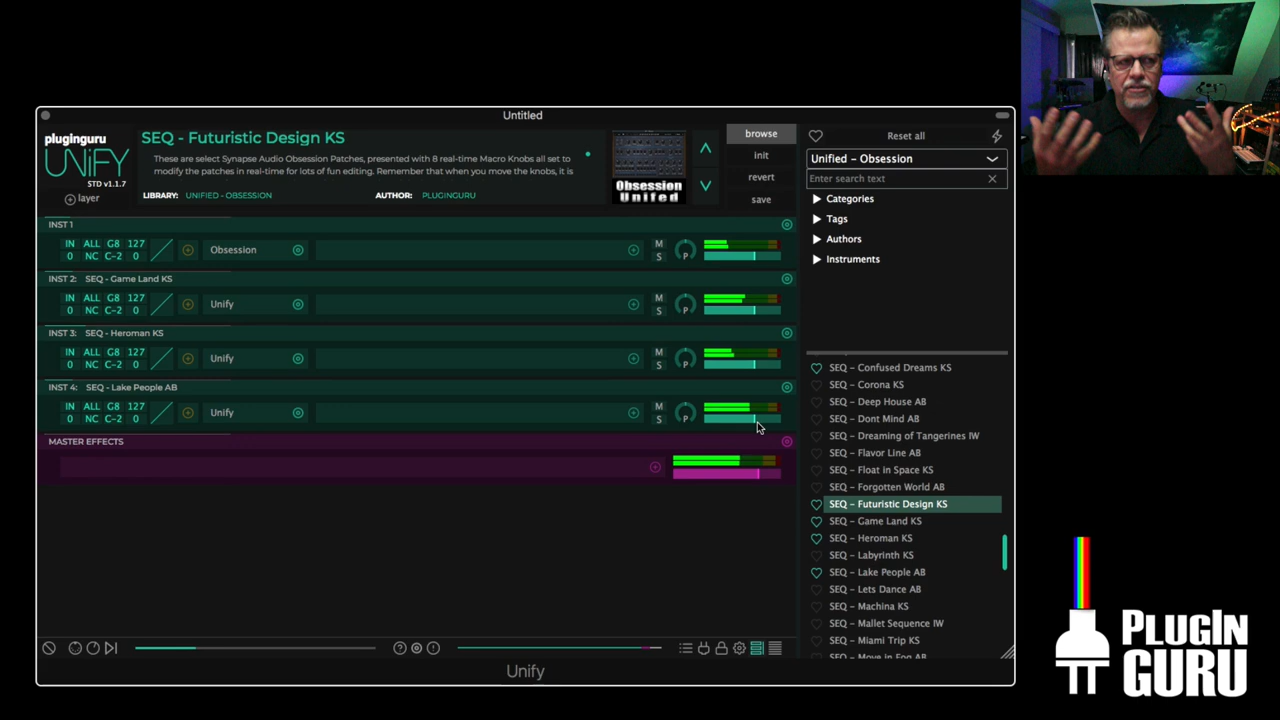 Untitled
pluginguru
UNIFY
STD v1.1.7
layer
SEQ - Futuristic Design KS
These are select Synapse Audio Obsession Patches, presented with 8 real-time Macro Knobs all set to
modify the patches in real-time for lots of fun editing. Remember that when you move the knobs, it is
LIBRARY: UNIFIED - OBSESSION AUTHOR: PLUGINGURU
Obsession
Unifed
browse
init
revert
save
Reset all
Unified - Obsession
Enter search text
Categories
Tags
Authors
Instruments
INST 1
IN ALL G8 127
0 NC C-2 0
Obsession
M
S
P
INST 2: SEQ - Game Land KS
IN ALL G8 127
0 NC C-2 0
Unify
M
S
P
INST 3: SEQ - Heroman KS
IN ALL G8 127
0 NC C-2 0
Unify
M
S
P
INST 4: SEQ - Lake People AB
IN ALL G8 127
0 NC C-2 0
Unify
M
S
P
MASTER EFFECTS
SEQ - Confused Dreams KS
SEQ - Corona KS
SEQ - Deep House AB
SEQ - Dont Mind AB
SEQ - Dreaming of Tangerines IW
SEQ - Flavor Line AB
SEQ - Float in Space KS
SEQ - Forgotten World AB
SEQ - Futuristic Design KS
SEQ - Game Land KS
SEQ - Heroman KS
SEQ - Labyrinth KS
SEQ - Lake People AB
SEQ - Lets Dance AB
SEQ - Machina KS
SEQ - Mallet Sequence IW
SEQ - Miami Trip KS
SEQ - Move in Fog AB
Unify
PLUGIN
GURU